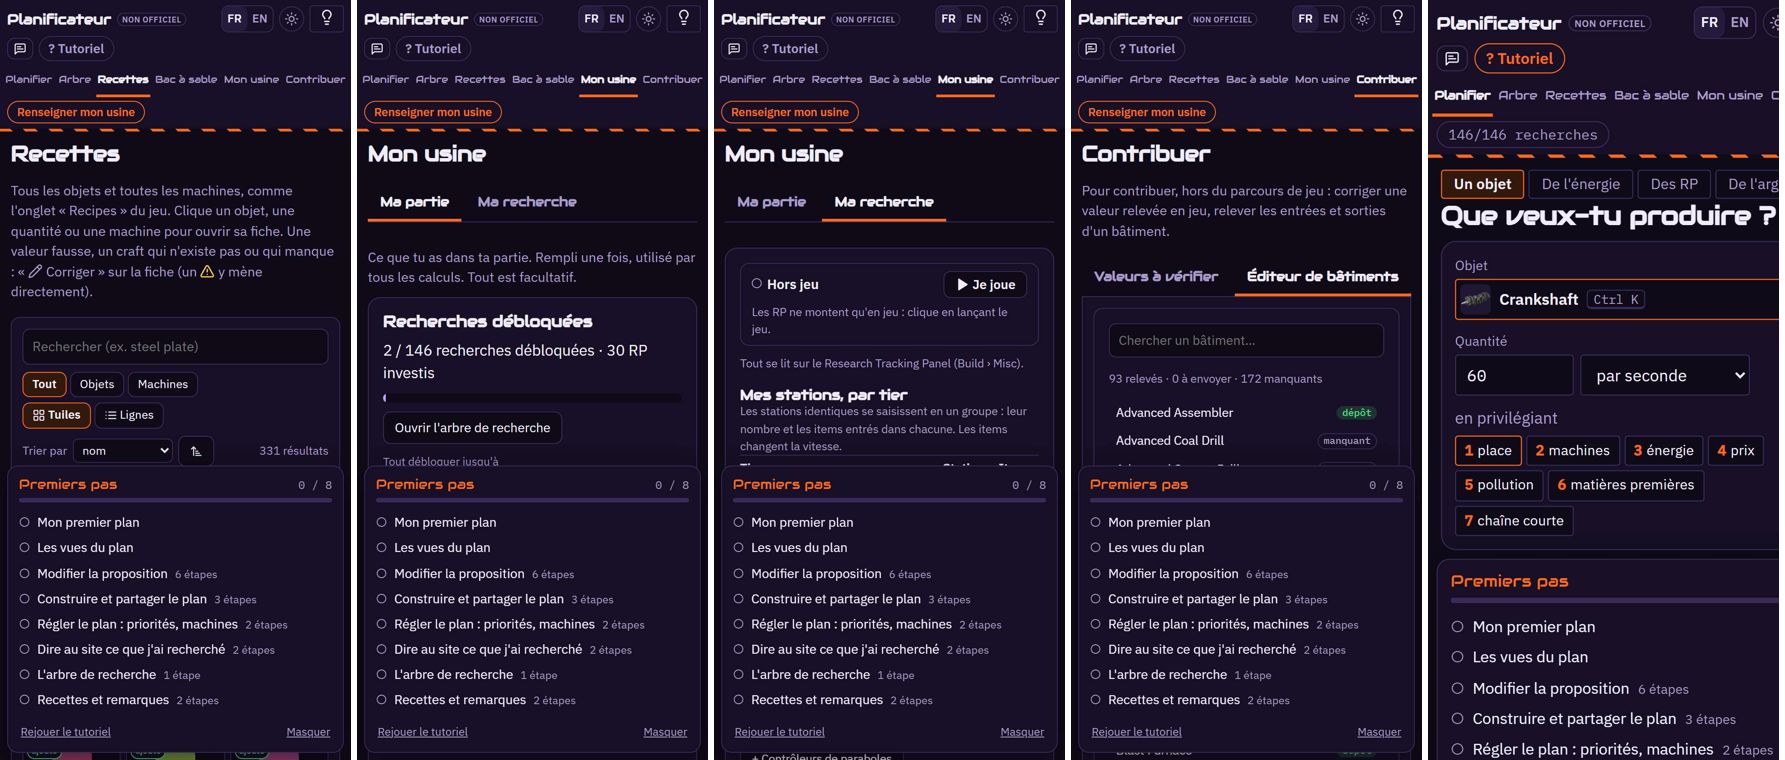 Planificateur NON OFFICIEL FR EN
? Tutoriel
Planifier Arbre Recettes Bac à sable Mon usine Contribuer
Renseigner mon usine
Recettes
Tous les objets et toutes les machines, comme
l'onglet « Recipes » du jeu. Clique un objet, une
quantité ou une machine pour ouvrir sa fiche. Une
valeur fausse, un craft qui n'existe pas ou qui manque
: « Corriger » sur la fiche (un ⚠ y mène
directement).
Rechercher (ex. steel plate)
Tout Objets Machines
Tuiles Lignes
Trier par nom 331 résultats
Premiers pas 0 / 8
Mon premier plan
Les vues du plan
Modifier la proposition 6 étapes
Construire et partager le plan 3 étapes
Régler le plan : priorités, machines 2 étapes
Dire au site ce que j'ai recherché 2 étapes
L'arbre de recherche 1 étape
Recettes et remarques 2 étapes
Rejouer le tutoriel Masquer
Planificateur NON OFFICIEL FR EN
? Tutoriel
Planifier Arbre Recettes Bac à sable Mon usine Contribuer
Renseigner mon usine
Mon usine
Ma partie Ma recherche
Ce que tu as dans ta partie. Rempli une fois, utilisé par
tous les calculs. Tout est facultatif.
Recherches débloquées
2 / 146 recherches débloquées · 30 RP
investis
Ouvrir l'arbre de recherche
Tout débloquer jusqu'à
Premiers pas 0 / 8
Mon premier plan
Les vues du plan
Modifier la proposition 6 étapes
Construire et partager le plan 3 étapes
Régler le plan : priorités, machines 2 étapes
Dire au site ce que j'ai recherché 2 étapes
L'arbre de recherche 1 étape
Recettes et remarques 2 étapes
Rejouer le tutoriel Masquer
Planificateur NON OFFICIEL FR EN
? Tutoriel
Planifier Arbre Recettes Bac à sable Mon usine Contribuer
Renseigner mon usine
Mon usine
Ma partie Ma recherche
Hors jeu ▶ Je joue
Les RP ne montent qu'en jeu : clique en lançant le
jeu.
Tout se lit sur le Research Tracking Panel (Build › Misc).
Mes stations, par tier
Les stations identiques se saisissent en un groupe : leur
nombre et les items entrés dans chacune. Les items
changent la vitesse.
Premiers pas 0 / 8
Mon premier plan
Les vues du plan
Modifier la proposition 6 étapes
Construire et partager le plan 3 étapes
Régler le plan : priorités, machines 2 étapes
Dire au site ce que j'ai recherché 2 étapes
L'arbre de recherche 1 étape
Recettes et remarques 2 étapes
Rejouer le tutoriel Masquer
+ Contrôleurs de paraboles
Planificateur NON OFFICIEL FR EN
? Tutoriel
Planifier Arbre Recettes Bac à sable Mon usine Contribuer
Renseigner mon usine
Contribuer
Pour contribuer, hors du parcours de jeu : corriger une
valeur relevée en jeu, relever les entrées et sorties
d'un bâtiment.
Valeurs à vérifier Éditeur de bâtiments
Chercher un bâtiment...
93 relevés · 0 à envoyer · 172 manquants
Advanced Assembler dépôt
Advanced Coal Drill manquant
Premiers pas 0 / 8
Mon premier plan
Les vues du plan
Modifier la proposition 6 étapes
Construire et partager le plan 3 étapes
Régler le plan : priorités, machines 2 étapes
Dire au site ce que j'ai recherché 2 étapes
L'arbre de recherche 1 étape
Recettes et remarques 2 étapes
Rejouer le tutoriel Masquer
Planificateur NON OFFICIEL FR EN
? Tutoriel
Planifier Arbre Recettes Bac à sable Mon usine C
146/146 recherches
Un objet De l'énergie Des RP De l'arg
Que veux-tu produire ?
Objet
Crankshaft Ctrl K
Quantité
60 par seconde
en privilégiant
1 place 2 machines 3 énergie 4 prix
5 pollution 6 matières premières
7 chaîne courte
Premiers pas
Mon premier plan
Les vues du plan
Modifier la proposition 6 étapes
Construire et partager le plan 3 étapes
Régler le plan : priorités, machines 2 étapes